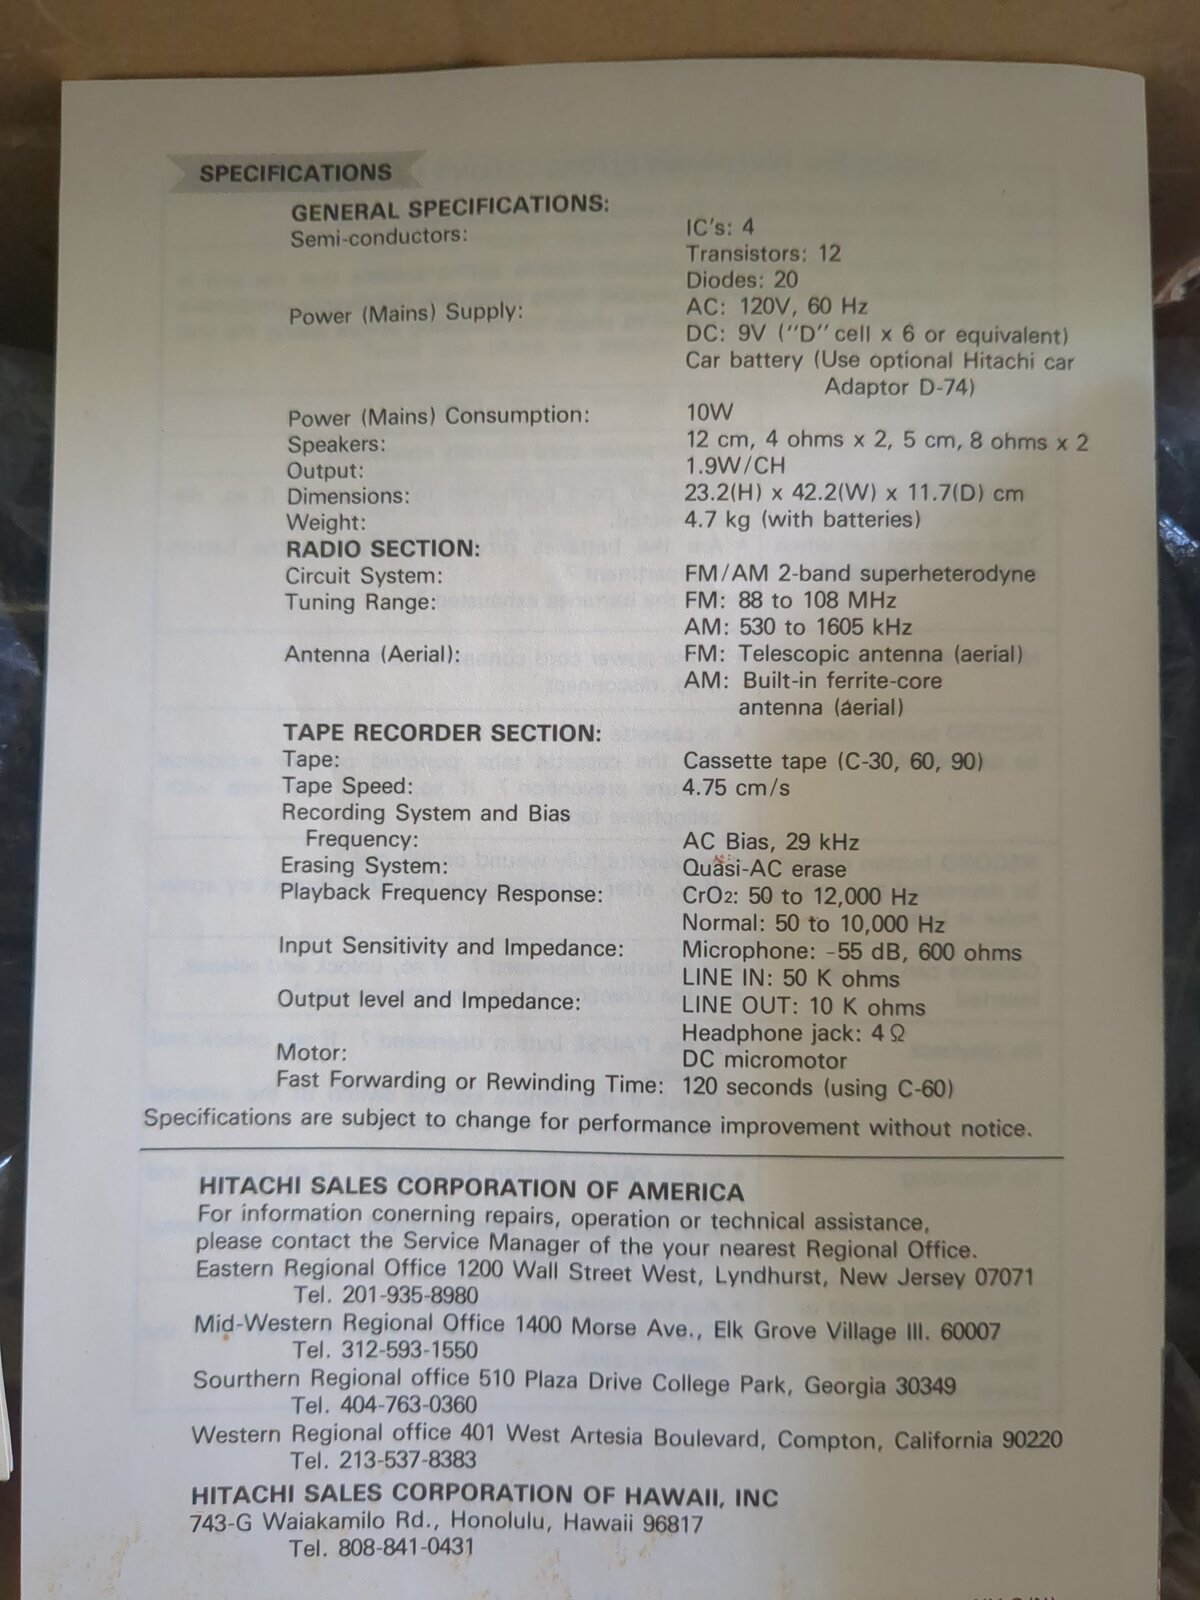 SPECIFICATIONS
GENERAL SPECIFICATIONS:
Semi-conductors: IC's: 4
Transistors: 12
Diodes: 20
Power (Mains) Supply: AC: 120V, 60 Hz
DC: 9V ("D" cell x 6 or equivalent)
Car battery (Use optional Hitachi car
Adaptor D-74)
Power (Mains) Consumption: 10W
Speakers: 12 cm, 4 ohms x 2, 5 cm, 8 ohms x 2
Output: 1.9W/CH
Dimensions: 23.2(H) x 42.2(W) x 11.7(D) cm
Weight: 4.7 kg (with batteries)
RADIO SECTION:
Circuit System: FM/AM 2-band superheterodyne
Tuning Range: FM: 88 to 108 MHz
AM: 530 to 1605 kHz
Antenna (Aerial): FM: Telescopic antenna (aerial)
AM: Built-in ferrite-core
antenna (aerial)
TAPE RECORDER SECTION:
Tape: Cassette tape (C-30, 60, 90)
Tape Speed: 4.75 cm/s
Recording System and Bias
Frequency: AC Bias, 29 kHz
Erasing System: Quasi-AC erase
Playback Frequency Response: CrO2: 50 to 12,000 Hz
Normal: 50 to 10,000 Hz
Input Sensitivity and Impedance: Microphone: -55 dB, 600 ohms
LINE IN: 50 K ohms
Output level and Impedance: LINE OUT: 10 K ohms
Headphone jack: 4 Ω
Motor: DC micromotor
Fast Forwarding or Rewinding Time: 120 seconds (using C-60)
Specifications are subject to change for performance improvement without notice.
HITACHI SALES CORPORATION OF AMERICA
For information conerning repairs, operation or technical assistance,
please contact the Service Manager of the your nearest Regional Office.
Eastern Regional Office 1200 Wall Street West, Lyndhurst, New Jersey 07071
Tel. 201-935-8980
Mid-Western Regional Office 1400 Morse Ave., Elk Grove Village Ill. 60007
Tel. 312-593-1550
Sourthern Regional office 510 Plaza Drive College Park, Georgia 30349
Tel. 404-763-0360
Western Regional office 401 West Artesia Boulevard, Compton, California 90220
Tel. 213-537-8383
HITACHI SALES CORPORATION OF HAWAII, INC
743-G Waiakamilo Rd., Honolulu, Hawaii 96817
Tel. 808-841-0431